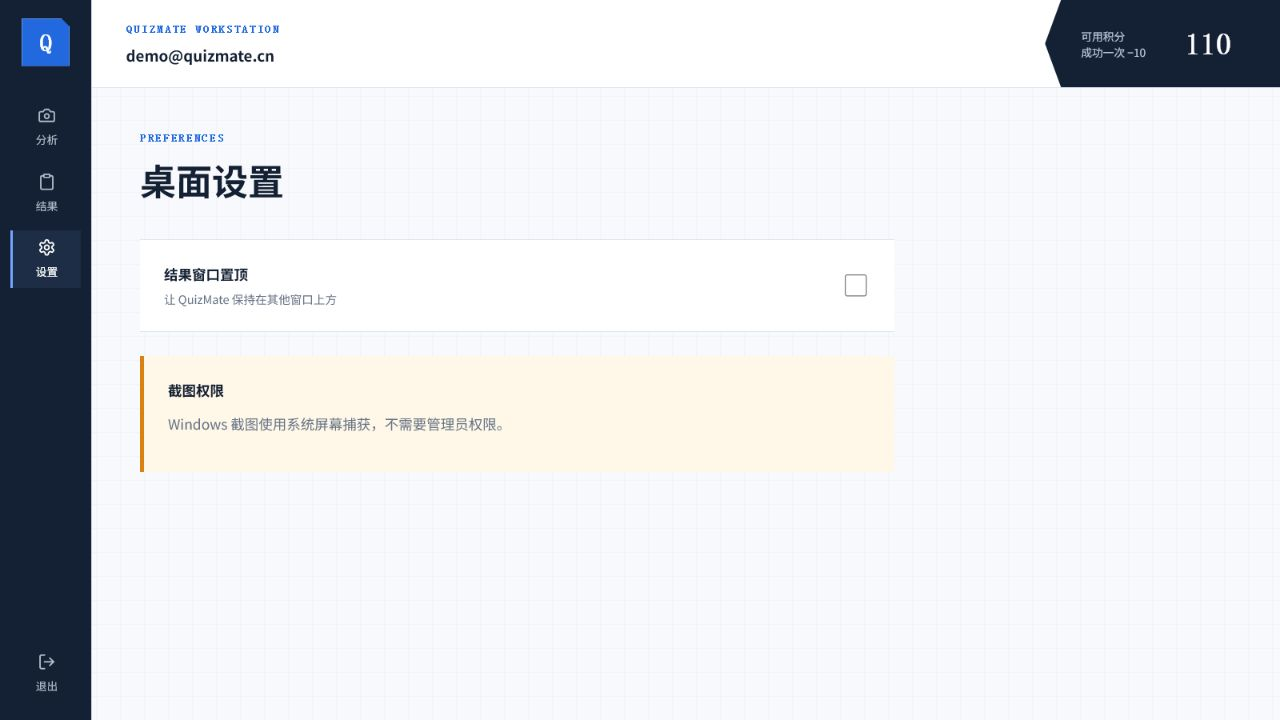 Q
QUIZMATE WORKSTATION
demo@quizmate.cn
可用积分
成功一次 −10
110
分析
结果
设置
退出
PREFERENCES
桌面设置
结果窗口置顶
让 QuizMate 保持在其他窗口上方
截图权限
Windows 截图使用系统屏幕捕获，不需要管理员权限。